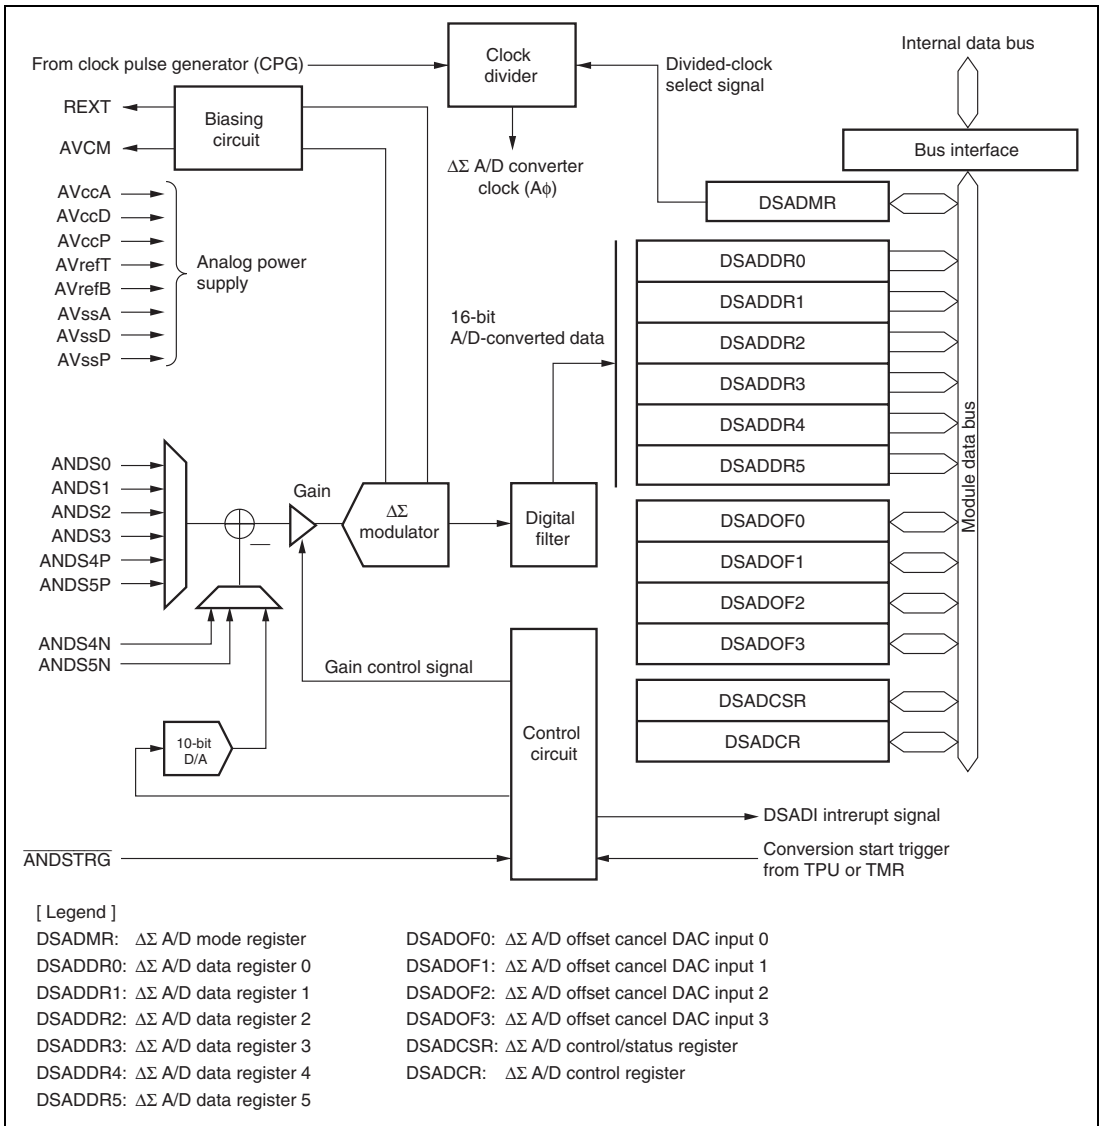 Clock
divider
Internal data bus
From clock pulse generator (CPG)
Divided-clock
select signal
REXT
AVCM
Biasing
circuit
Bus interface
ΔΣ A/D converter
clock (Aϕ)
AVccA
AVccD
AVccP
AVrefT
AVrefB
AVssA
AVssD
AVssP
Analog power
supply
DSADMR
DSADDR0
DSADDR1
DSADDR2
DSADDR3
DSADDR4
DSADDR5
16-bit
A/D-converted data
Module data bus
ANDS0
ANDS1
ANDS2
ANDS3
ANDS4P
ANDS5P
Gain
ΔΣ
modulator
Digital
filter
DSADOF0
DSADOF1
DSADOF2
DSADOF3
ANDS4N
ANDS5N
Gain control signal
DSADCSR
DSADCR
10-bit
D/A
Control
circuit
DSADI intrerupt signal
ANDSTRG
Conversion start trigger
from TPU or TMR
[ Legend ]
DSADMR: ΔΣ A/D mode register
DSADDR0: ΔΣ A/D data register 0
DSADDR1: ΔΣ A/D data register 1
DSADDR2: ΔΣ A/D data register 2
DSADDR3: ΔΣ A/D data register 3
DSADDR4: ΔΣ A/D data register 4
DSADDR5: ΔΣ A/D data register 5
DSADOF0: ΔΣ A/D offset cancel DAC input 0
DSADOF1: ΔΣ A/D offset cancel DAC input 1
DSADOF2: ΔΣ A/D offset cancel DAC input 2
DSADOF3: ΔΣ A/D offset cancel DAC input 3
DSADCSR: ΔΣ A/D control/status register
DSADCR: ΔΣ A/D control register